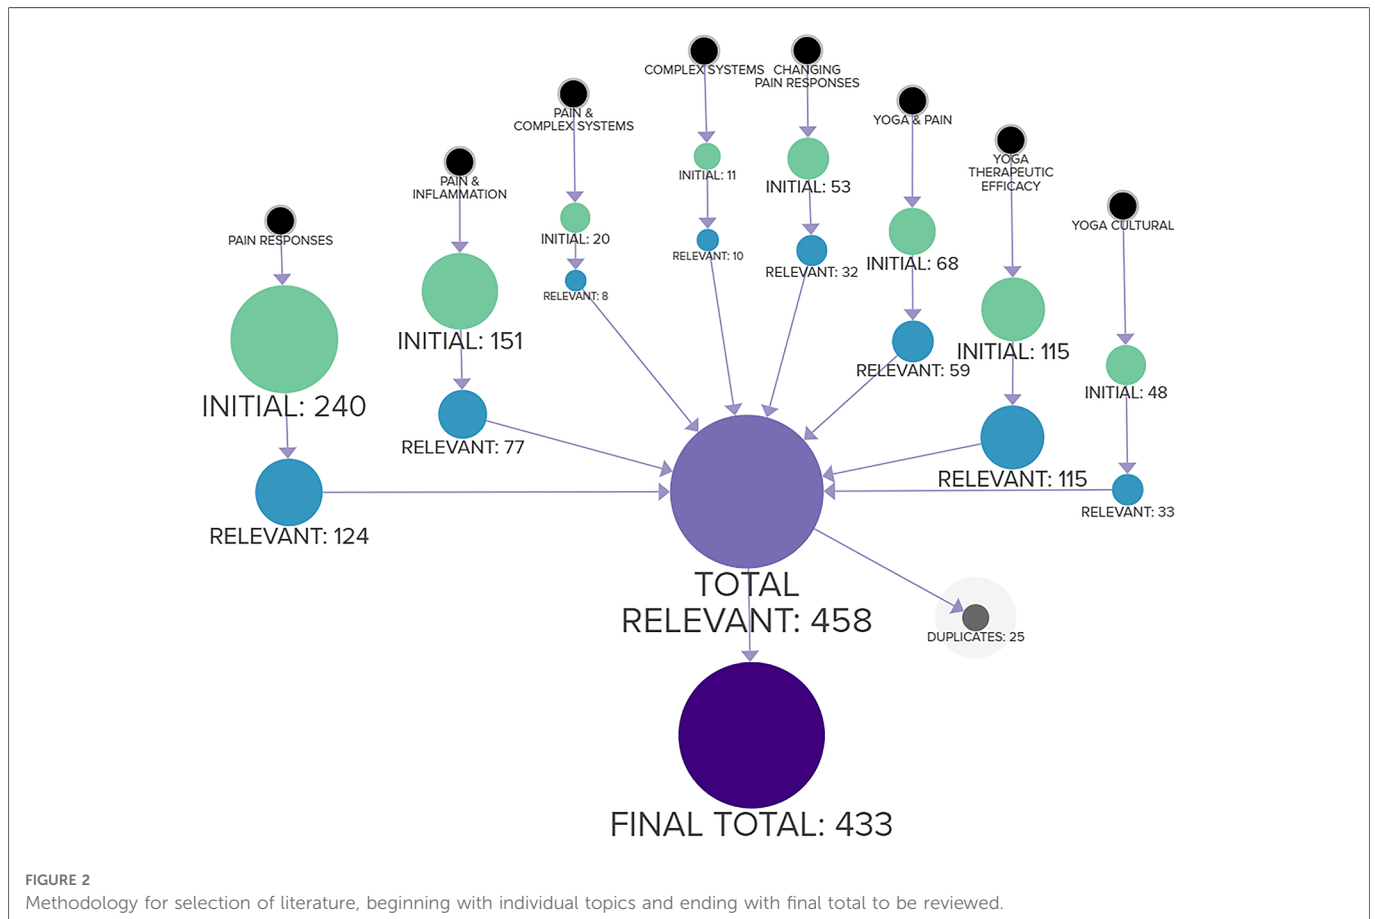 COMPLEX SYSTEMS
CHANGING
PAIN RESPONSES
PAIN &
COMPLEX SYSTEMS
YOGA & PAIN
YOGA
THERAPEUTIC
EFFICACY
PAIN &
INFLAMMATION
YOGA CULTURAL
PAIN RESPONSES
INITIAL: 240
INITIAL: 151
INITIAL: 20
INITIAL: 11
INITIAL: 53
INITIAL: 68
INITIAL: 115
INITIAL: 48
RELEVANT: 124
RELEVANT: 77
RELEVANT: 8
RELEVANT: 10
RELEVANT: 32
RELEVANT: 59
RELEVANT: 115
RELEVANT: 33
TOTAL
RELEVANT: 458
DUPLICATES: 25
FINAL TOTAL: 433
FIGURE 2
Methodology for selection of literature, beginning with individual topics and ending with final total to be reviewed.